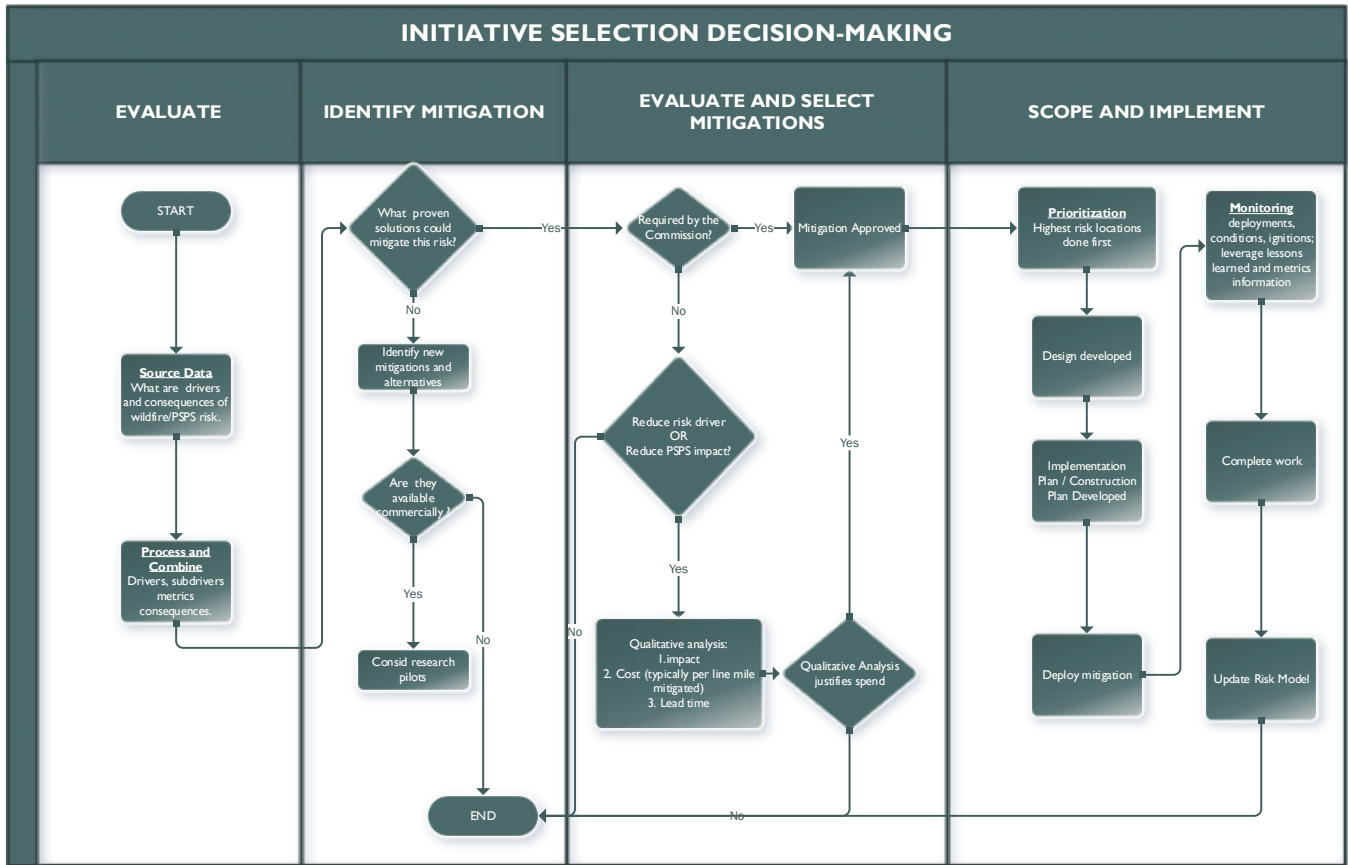 INITIATIVE SELECTION DECISION-MAKING
EVALUATE
IDENTIFY MITIGATION
EVALUATE AND SELECT
MITIGATIONS
SCOPE AND IMPLEMENT
START
Source Data
What are drivers
and consequences of
wildfire/PSPS risk.
Process and
Combine
Drivers, subdrivers
metrics
consequences.
What proven
solutions could
mitigate this risk?
Yes
No
Identify new
mitigations and
alternatives
Are they
available
commercially ?
Yes
No
Consid research
pilots
END
Required by the
Commission?
Yes
No
Mitigation Approved
Reduce risk driver
OR
Reduce PSPS impact?
Yes
No
Qualitative analysis:
1.impact
2. Cost (typically per line mile
mitigated)
3. Lead time
Qualitative Analysis
justifies spend
Yes
No
Prioritization
Highest risk locations
done first
Design developed
Implementation
Plan / Construction
Plan Developed
Deploy mitigation
Monitoring
deployments,
conditions, ignitions;
leverage lessons
learned and metrics
information
Complete work
Update Risk Model